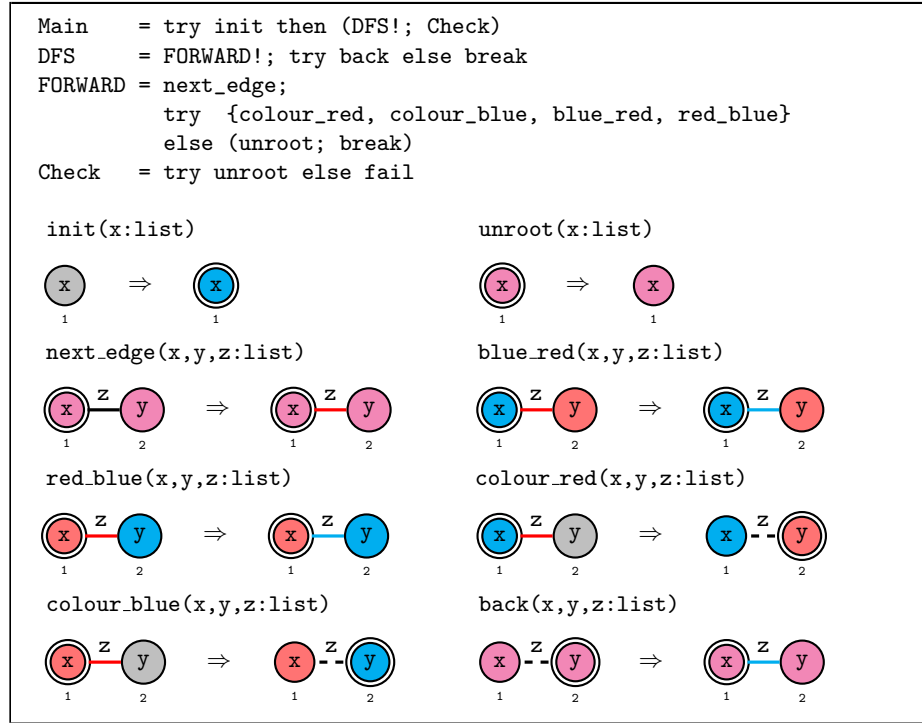 Main    = try init then (DFS!; Check)
DFS     = FORWARD!; try back else break
FORWARD = next_edge;
          try  {colour_red, colour_blue, blue_red, red_blue}
          else (unroot; break)
Check   = try unroot else fail
init(x:list) unroot(x:list)
x ⇒ x x ⇒ x
1 1 1 1
next_edge(x,y,z:list) blue_red(x,y,z:list)
x z y ⇒ x z y x z y ⇒ x z y
1 2 1 2 1 2 1 2
red_blue(x,y,z:list) colour_red(x,y,z:list)
x z y ⇒ x z y x z y ⇒ x z y
1 2 1 2 1 2 1 2
colour_blue(x,y,z:list) back(x,y,z:list)
x z y ⇒ x z y x z y ⇒ x z y
1 2 1 2 1 2 1 2